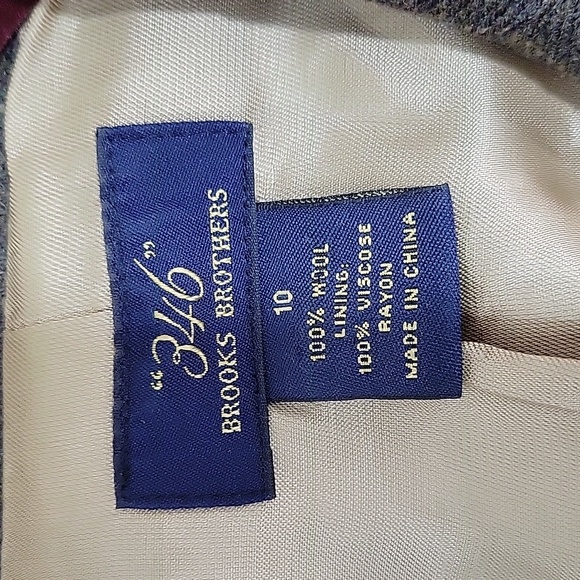 “346”
BROOKS BROTHERS
10
100% WOOL
LINING:
100% VISCOSE
RAYON
MADE IN CHINA